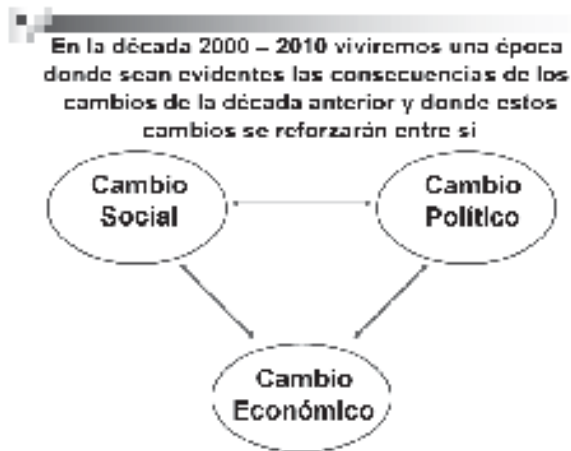 En la década 2000 – 2010 viviremos una época
donde sean evidentes las consecuencias de los
cambios de la década anterior y donde estos
cambios se reforzarán entre si
Cambio
Social
Cambio
Político
Cambio
Económico